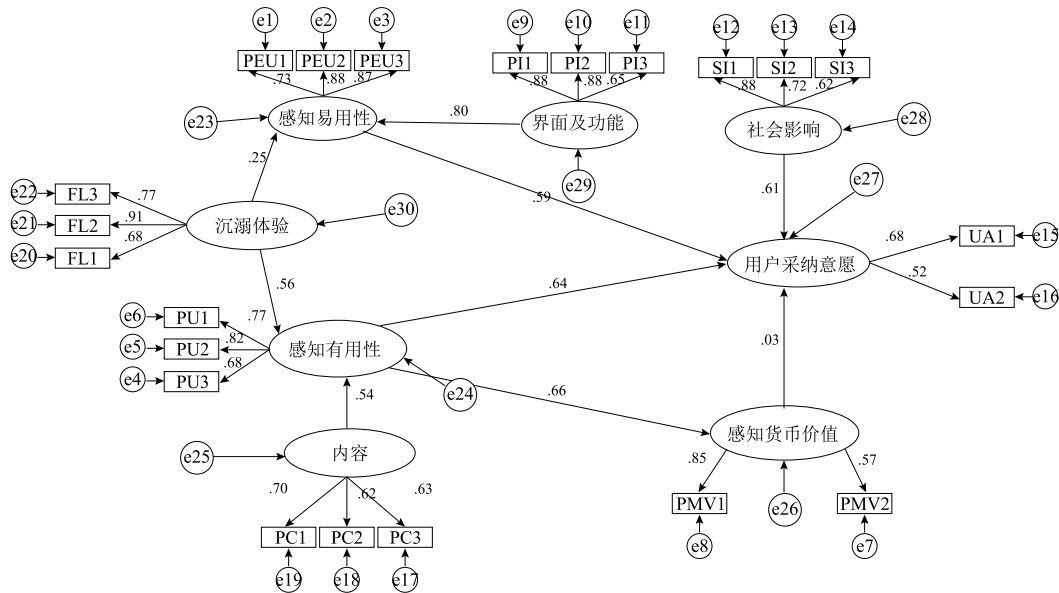 e1 e2 e3 e9 e10 e11 e12 e13 e14
PEU1 PEU2 PEU3 PI1 PI2 PI3 SI1 SI2 SI3
.73 .88 .87 .88 .88 .65 .88 .72 .62
e23 感知易用性 .80 界面及功能 社会影响 e28
.25 e29 .59 .61 e27
e22 FL3 .77
e21 FL2 .91 沉溺体验 e30
e20 FL1 .68
用户采纳意愿 .68 UA1 e15
.52 UA2 e16
.56 .64
e6 PU1 .77
e5 PU2 .82 感知有用性 .03
e4 PU3 .68
e24 .66
.54
e25 内容 感知货币价值
.70 .62 .63 .85 .57
PC1 PC2 PC3 PMV1 e26 PMV2
e19 e18 e17 e8 e7